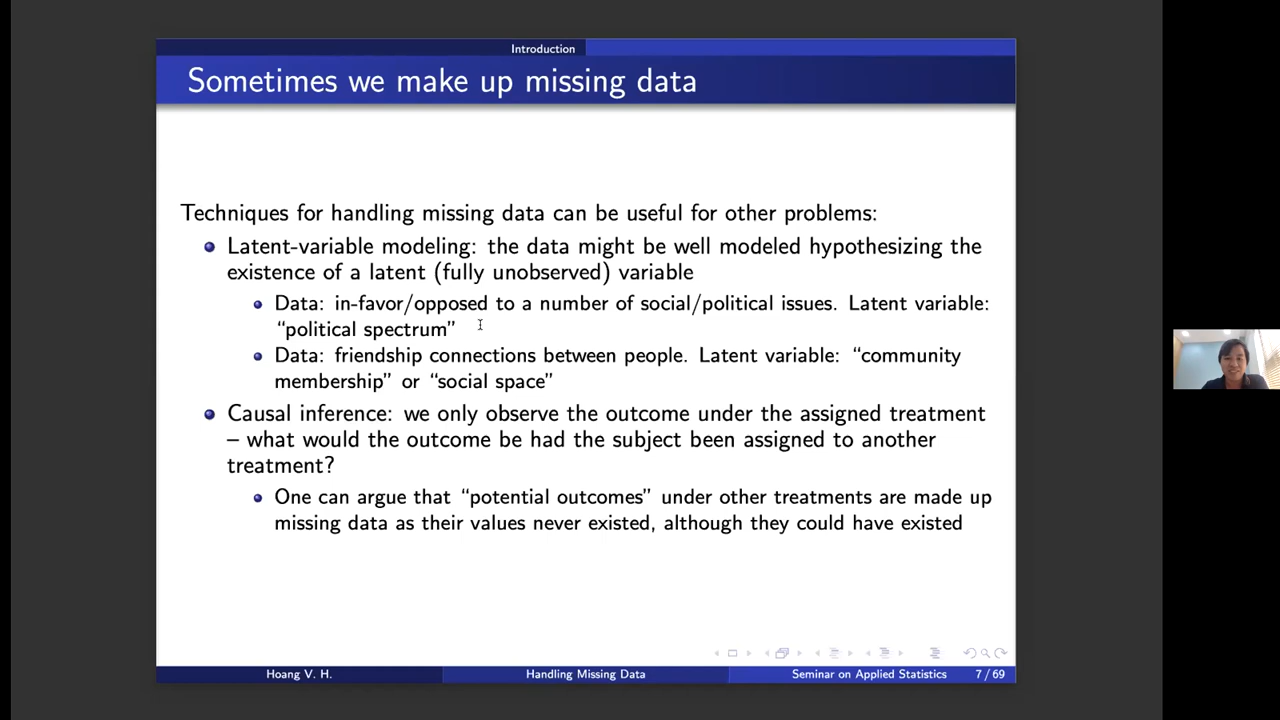 Introduction
Sometimes we make up missing data
Techniques for handling missing data can be useful for other problems:
Latent-variable modeling: the data might be well modeled hypothesizing the
existence of a latent (fully unobserved) variable
Data: in-favor/opposed to a number of social/political issues. Latent variable:
“political spectrum”
Data: friendship connections between people. Latent variable: “community
membership” or “social space”
Causal inference: we only observe the outcome under the assigned treatment
– what would the outcome be had the subject been assigned to another
treatment?
One can argue that “potential outcomes” under other treatments are made up
missing data as their values never existed, although they could have existed
Hoang V. H. Handling Missing Data Seminar on Applied Statistics 7 / 69